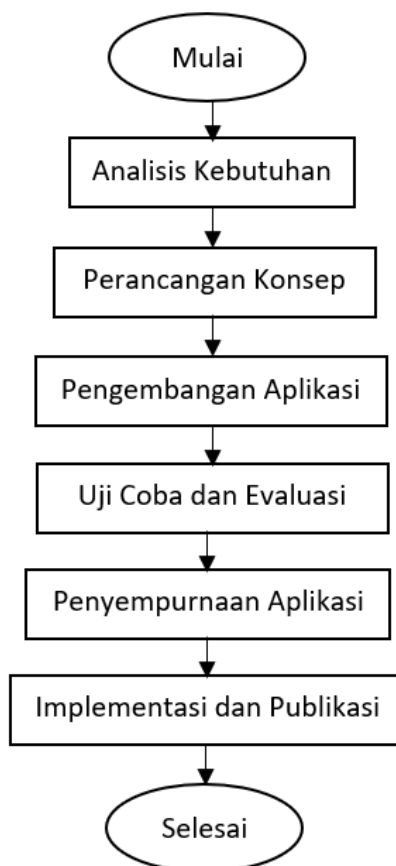 Mulai
Analisis Kebutuhan
Perancangan Konsep
Pengembangan Aplikasi
Uji Coba dan Evaluasi
Penyempurnaan Aplikasi
Implementasi dan Publikasi
Selesai